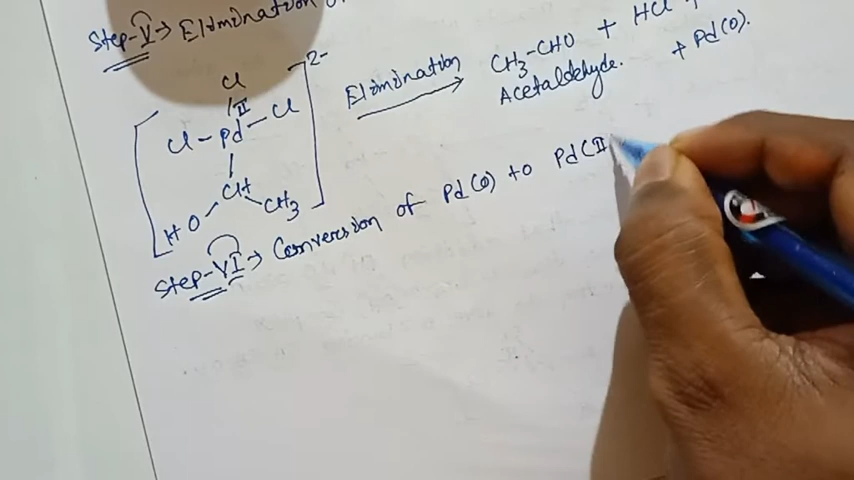 Step-V → Elimination
Cl 2-
II
Cl - Pd - Cl
CH
HO CH3
Elimination
CH3-CHO + HCl +
Acetaldehyde. + Pd(0).
Step-VI → Conversion of Pd(0) to Pd(II